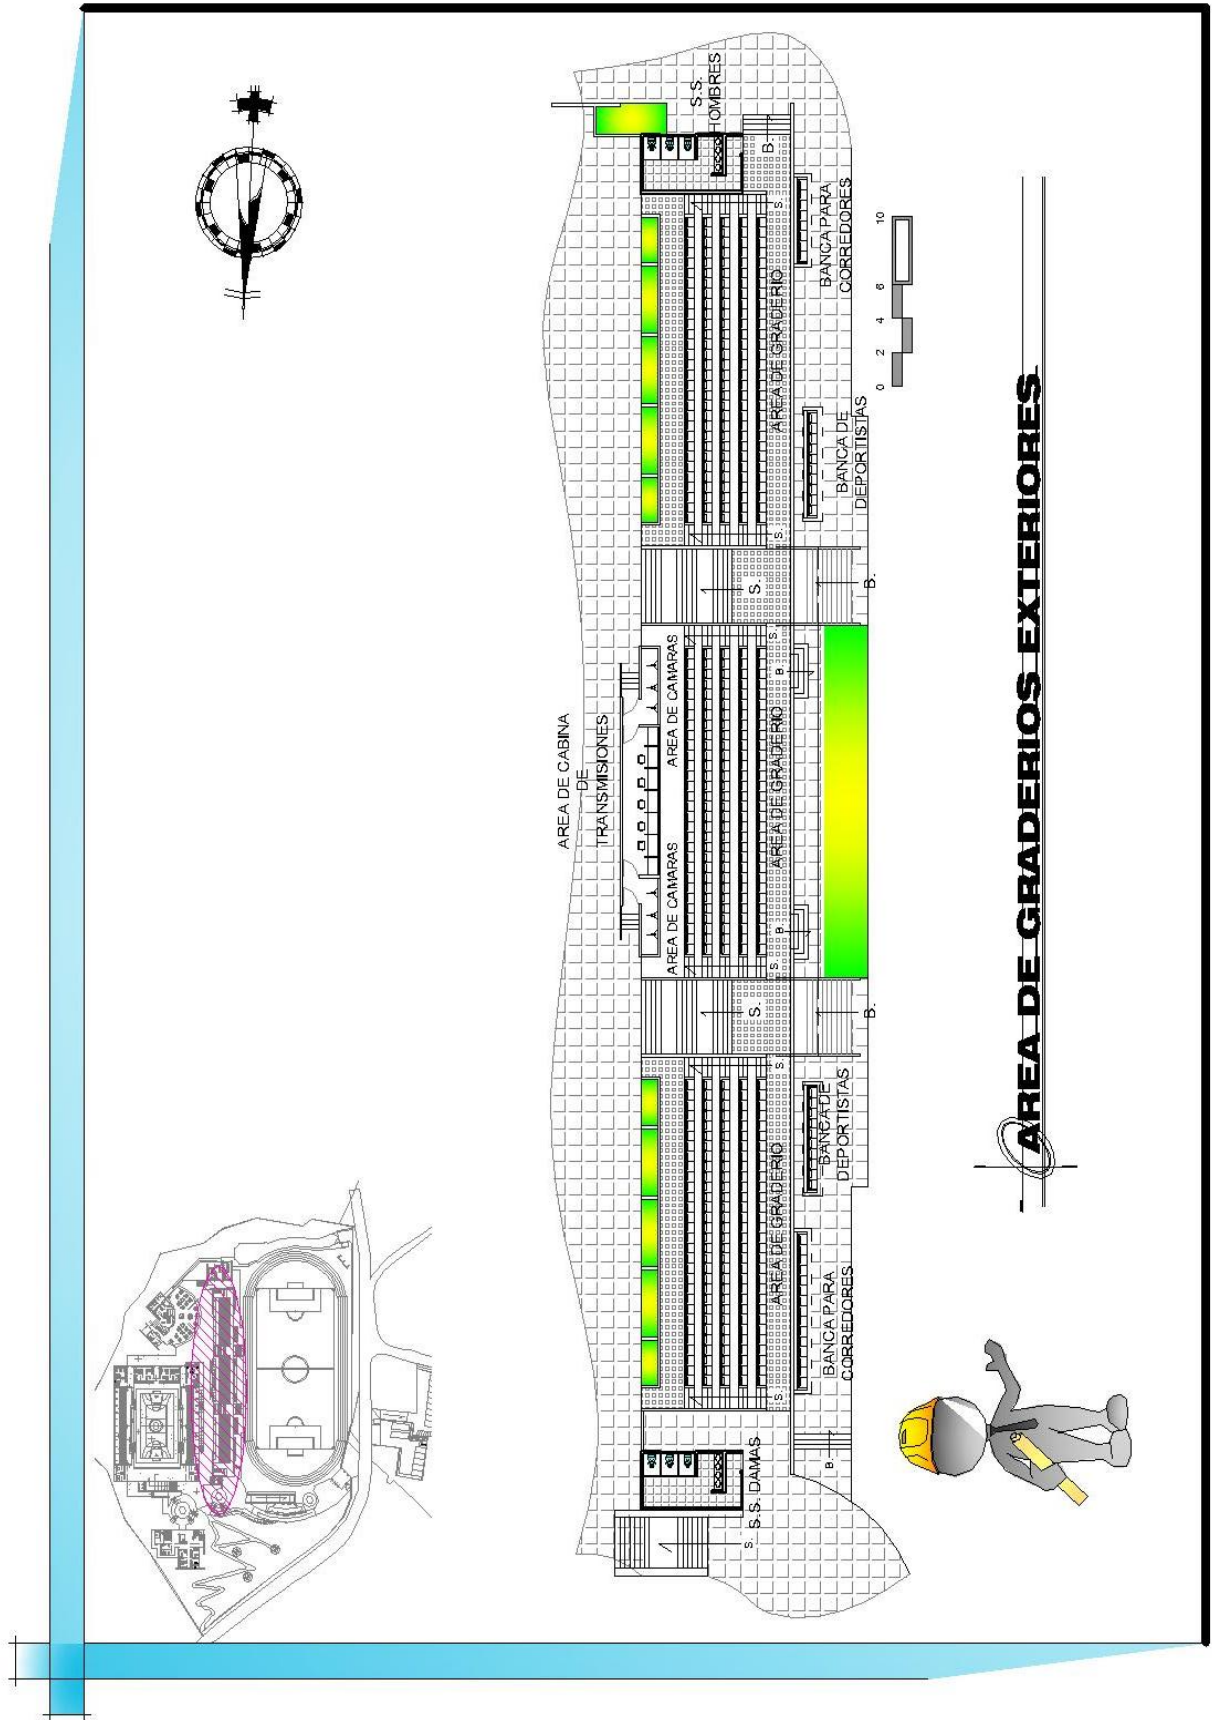 AREA DE CABINA
DE
TRANSMISIONES
AREA DE CAMARAS
AREA DE CAMARAS
S.S.
HOMBRES
S.
S.S. DAMAS
S.
S.
B.
S.
AREA DE GRADERIO
S.
S.
B.
AREA DE GRADERIO
B.
S.
S.
AREA DE GRADERIO
S.
B.
BANCA PARA
CORREDORES
BANCA DE
DEPORTISTAS
B.
B.
BANCA DE
DEPORTISTAS
BANCA PARA
CORREDORES
0 2 4 6 10
AREA DE GRADERIOS EXTERIORES